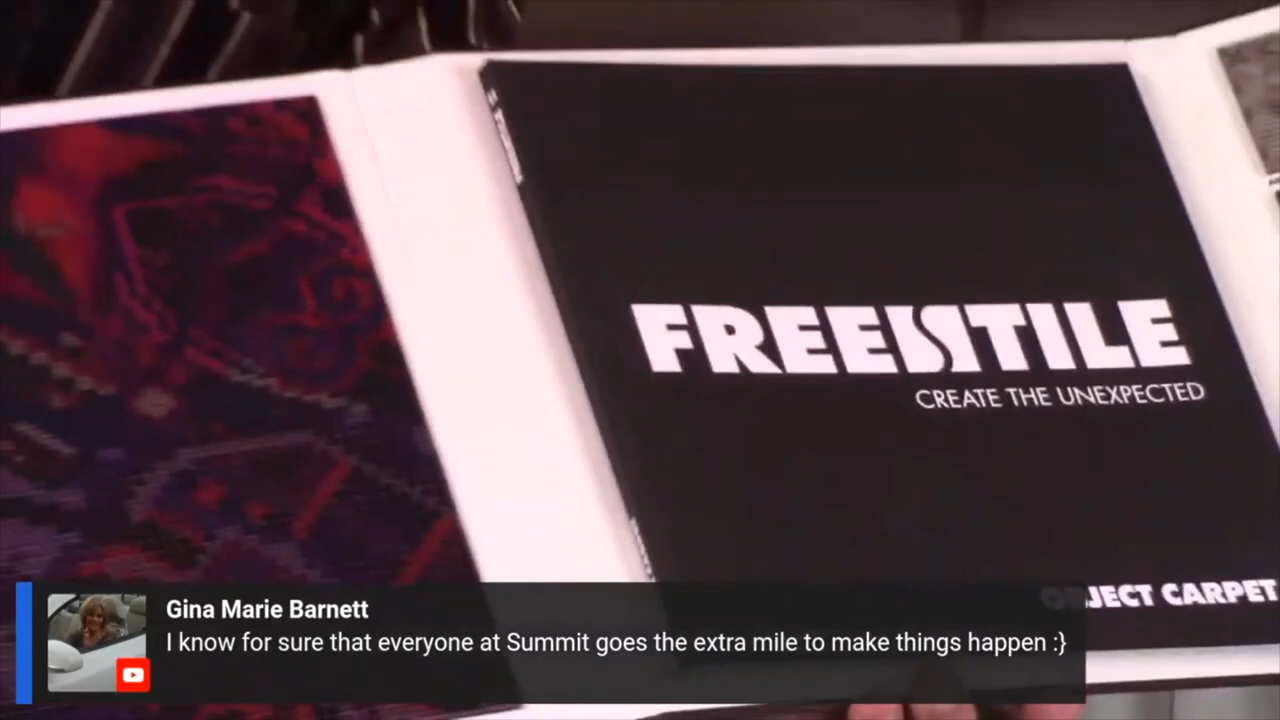 FREESTILE
CREATE THE UNEXPECTED
OBJECT CARPET
Gina Marie Barnett
I know for sure that everyone at Summit goes the extra mile to make things happen :}